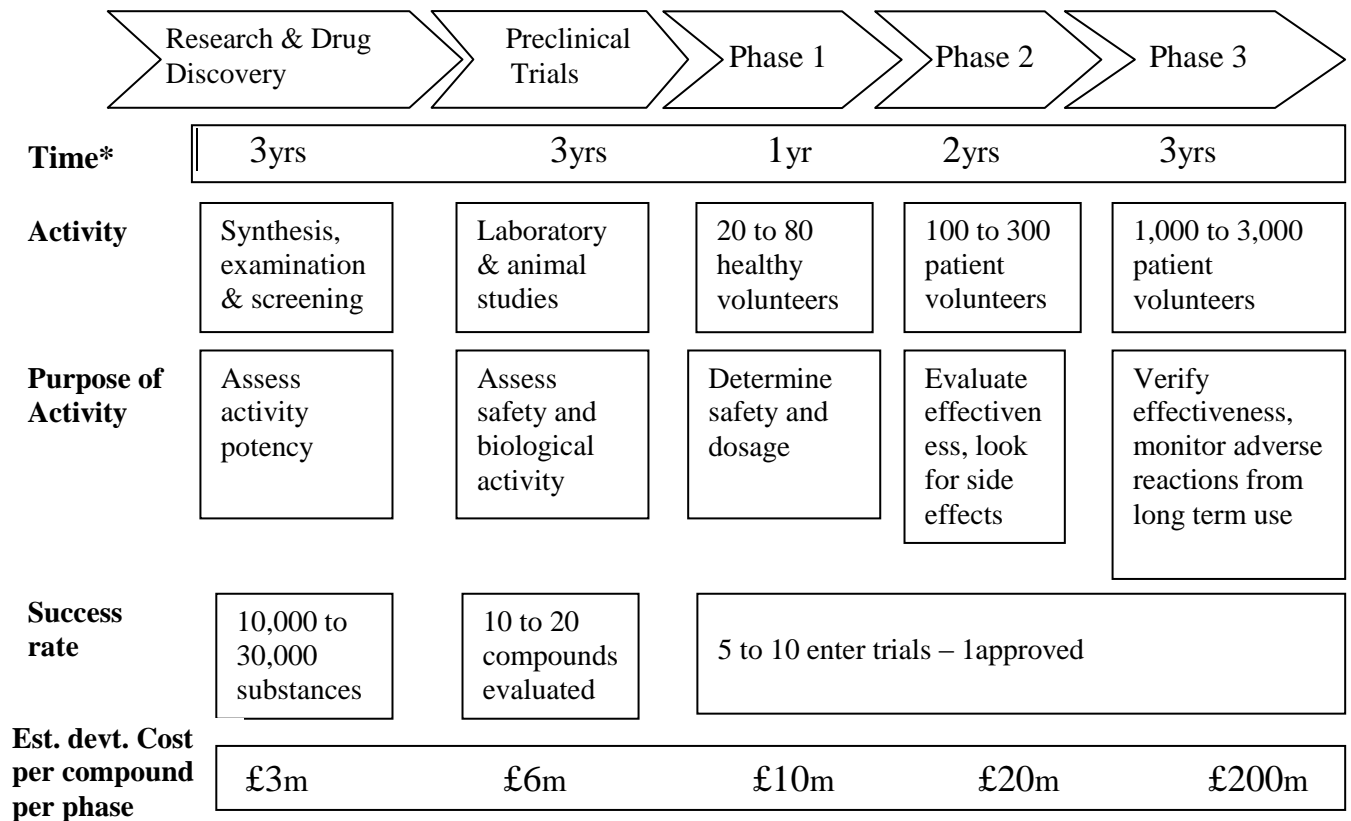 Research & Drug
Discovery
Preclinical
Trials
Phase 1
Phase 2
Phase 3
Time*
3yrs
3yrs
1yr
2yrs
3yrs
Activity
Synthesis,
examination
& screening
Laboratory
& animal
studies
20 to 80
healthy
volunteers
100 to 300
patient
volunteers
1,000 to 3,000
patient
volunteers
Purpose of
Activity
Assess
activity
potency
Assess
safety and
biological
activity
Determine
safety and
dosage
Evaluate
effectiven
ess, look
for side
effects
Verify
effectiveness,
monitor adverse
reactions from
long term use
Success
rate
10,000 to
30,000
substances
10 to 20
compounds
evaluated
5 to 10 enter trials – 1approved
Est. devt. Cost
per compound
per phase
£3m
£6m
£10m
£20m
£200m